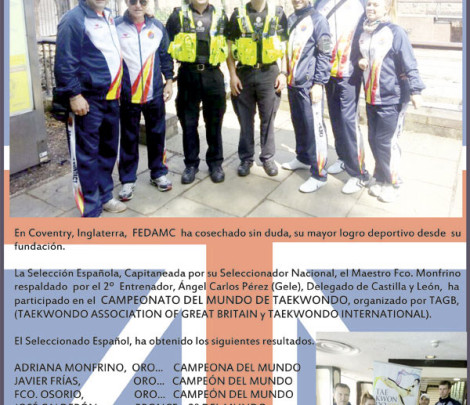 En Coventry, Inglaterra, FEDAMC ha cosechado sin duda, su mayor logro deportivo desde su
fundación.
La Selección Española, Capitaneada por su Seleccionador Nacional, el Maestro Fco. Monfrino
respaldado por el 2º Entrenador, Ángel Carlos Pérez (Gele), Delegado de Castilla y León, ha
participado en el CAMPEONATO DEL MUNDO DE TAEKWONDO, organizado por TAGB,
(TAEKWONDO ASSOCIATION OF GREAT BRITAIN y TAEKWONDO INTERNATIONAL).
El Seleccionado Español, ha obtenido los siguientes resultados.
ADRIANA MONFRINO, ORO... CAMPEONA DEL MUNDO
JAVIER FRÍAS, ORO... CAMPEÓN DEL MUNDO
FCO. OSORIO, ORO... CAMPEÓN DEL MUNDO
TAE
KWON